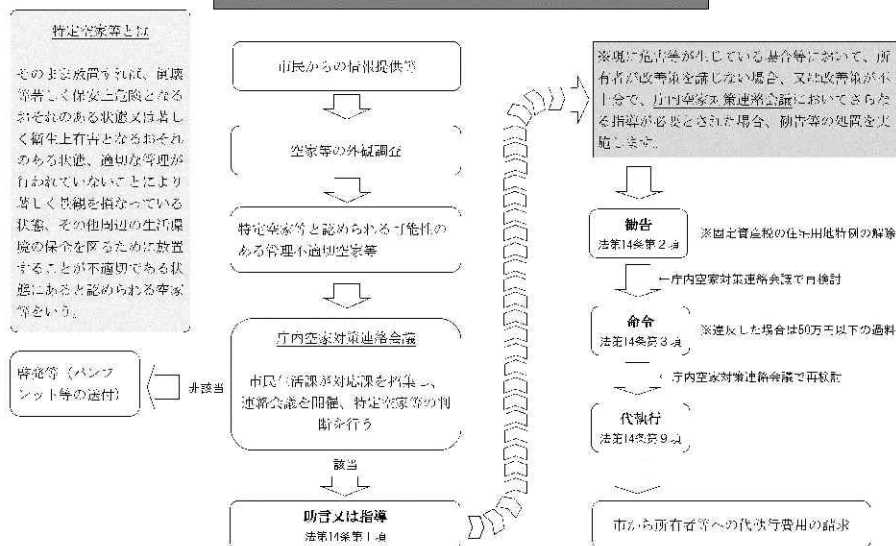 特定空家等とは
そのまま放置すれば、倒壊
等著しく保安上危険となる
おそれのある状態又は著し
く衛生上有害となるおそれ
のある状態、適切な管理が
行われていないことにより
著しく景観を損なっている
状態、その他周辺の生活環
境の保全を図るために放置
することが不適切である状
態にあると認められる空家
等をいう。
市民からの情報提供等
空家等の外観調査
特定空家等と認められる可能性の
ある管理不適切空家等
庁内空家対策連絡会議
市民生活課が対応課を招集し、
連絡会議を開催、特定空家等の判
断を行う
非該当
啓発等（パンフ
レット等の送付）
該当
助言又は指導
法第14条第1項
※現に危害等が生じている場合等において、所
有者が改善策を講じない場合、又は改善策が不
十分で、庁内空家対策連絡会議においてさらな
る指導が必要とされた場合、勧告等の処置を実
施します。
勧告
法第14条第2項
※固定資産税の住宅用地特例の解除
←庁内空家対策連絡会議で再検討
命令
法第14条第3項
※違反した場合は50万円以下の過料
←庁内空家対策連絡会議で再検討
代執行
法第14条第9項
市から所有者等への代執行費用の請求